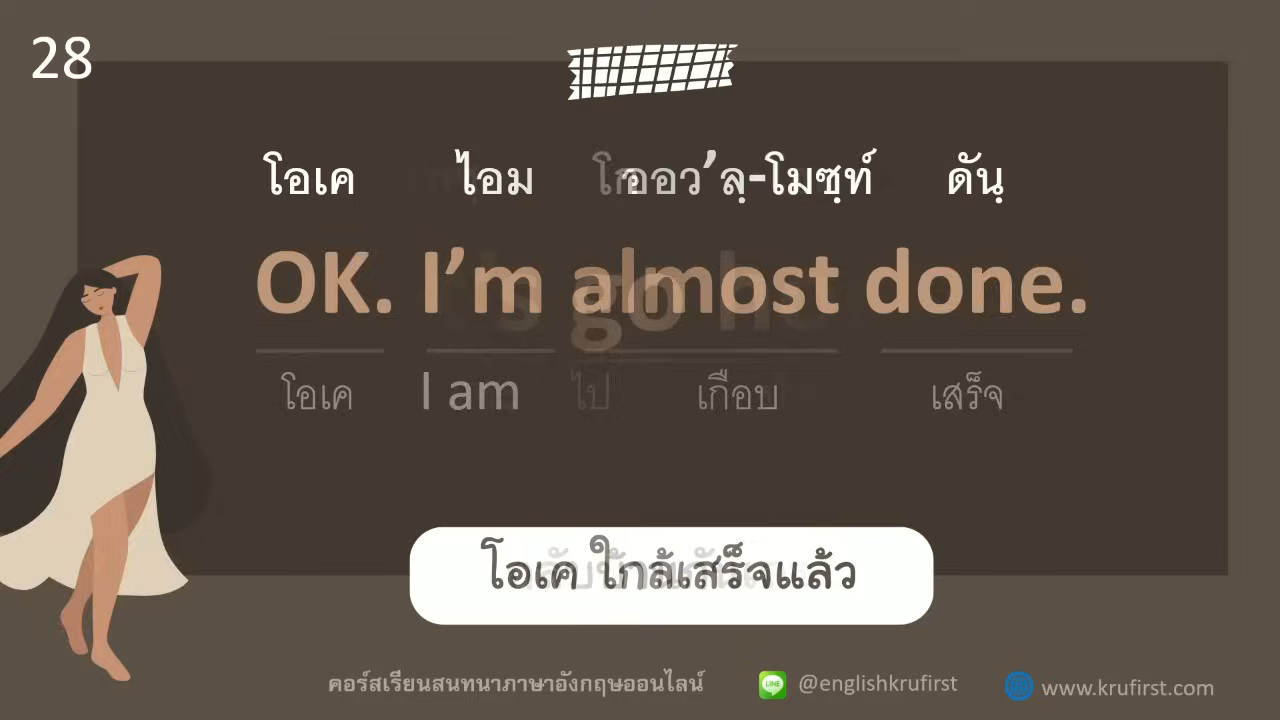 28
โอเค ไอม ออว’ลฺ-โมซฺท์ ดันฺ
OK. I’m almost done.
โอเค I am เกือบ เสร็จ
โอเค ใกล้เสร็จแล้ว
คอร์สเรียนสนทนาภาษาอังกฤษออนไลน์ LINE @englishkrufirst www.krufirst.com